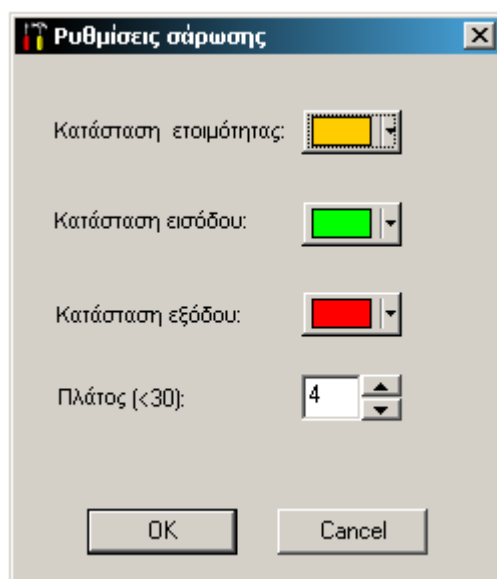 Ρυθμίσεις σάρωσης
Κατάσταση ετοιμότητας:
Κατάσταση εισόδου:
Κατάσταση εξόδου:
Πλάτος (<30): 4
OK Cancel